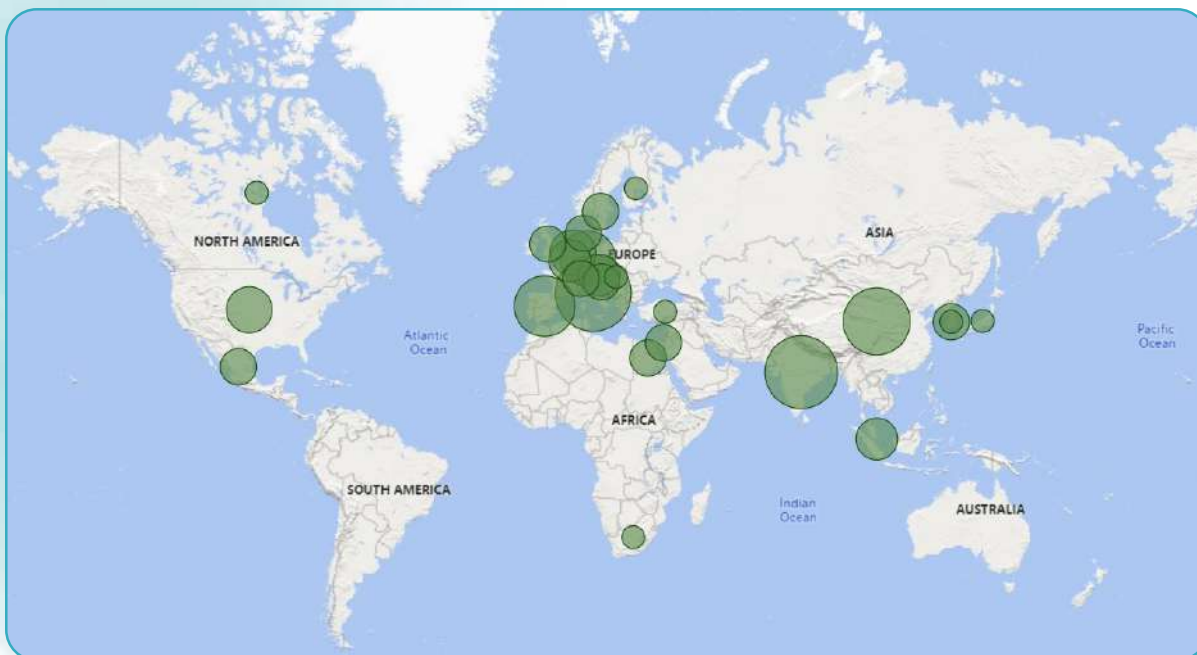 NORTH AMERICA
EUROPE
ASIA
Atlantic
Ocean
Pacific
Ocean
AFRICA
SOUTH AMERICA
Indian
Ocean
AUSTRALIA